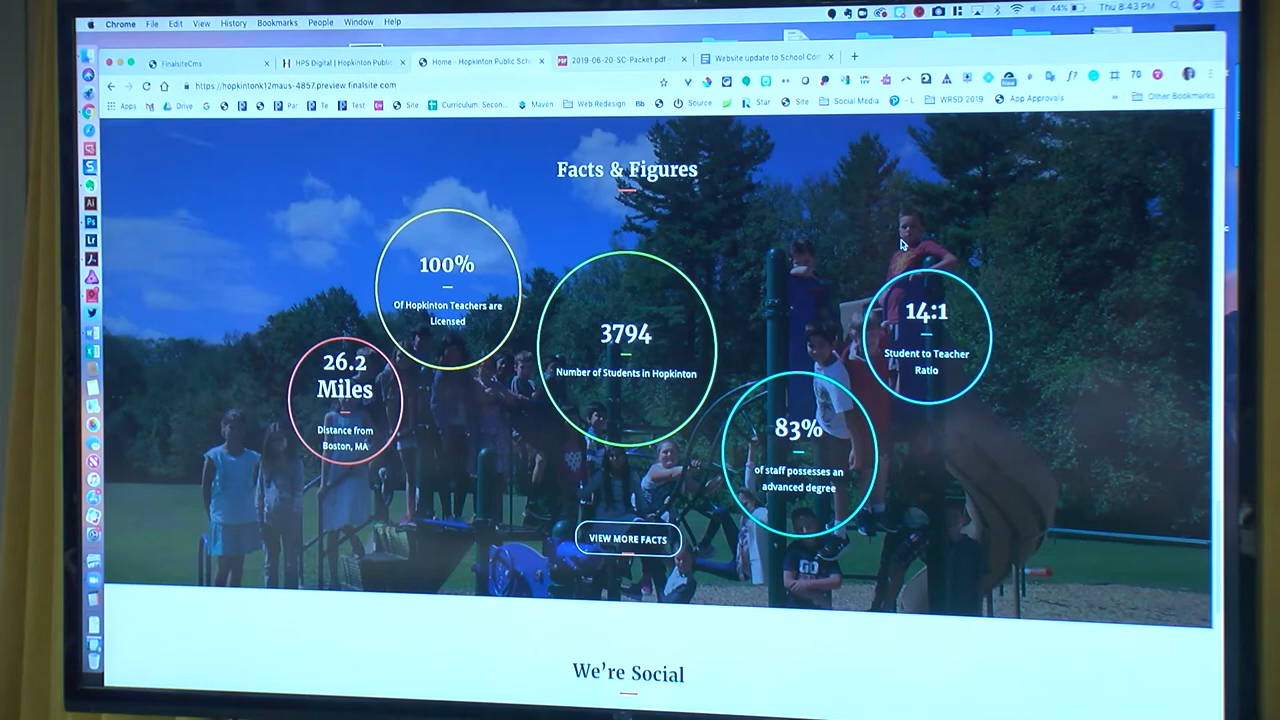 Chrome File Edit View History Bookmarks People Window Help
44% Thu 8:43 PM
FinalsiteCms
HPS Digital | Hopkinton Public
Home - Hopkinton Public Sch
2019-06-20-SC-Packet.pdf -
Website update to School Com
https://hopkintonk12maus-4857.preview.finalsite.com
Apps Drive Par Te Test Site Curriculum: Secon... Maven Web Redesign Bb Source Star Site Social Media - L WRSD 2019 App Approvals » Other Bookmarks
Facts & Figures
100%
Of Hopkinton Teachers are
Licensed
26.2
Miles
Distance from
Boston, MA
3794
Number of Students in Hopkinton
14:1
Student to Teacher
Ratio
83%
of staff possesses an
advanced degree
VIEW MORE FACTS
We're Social